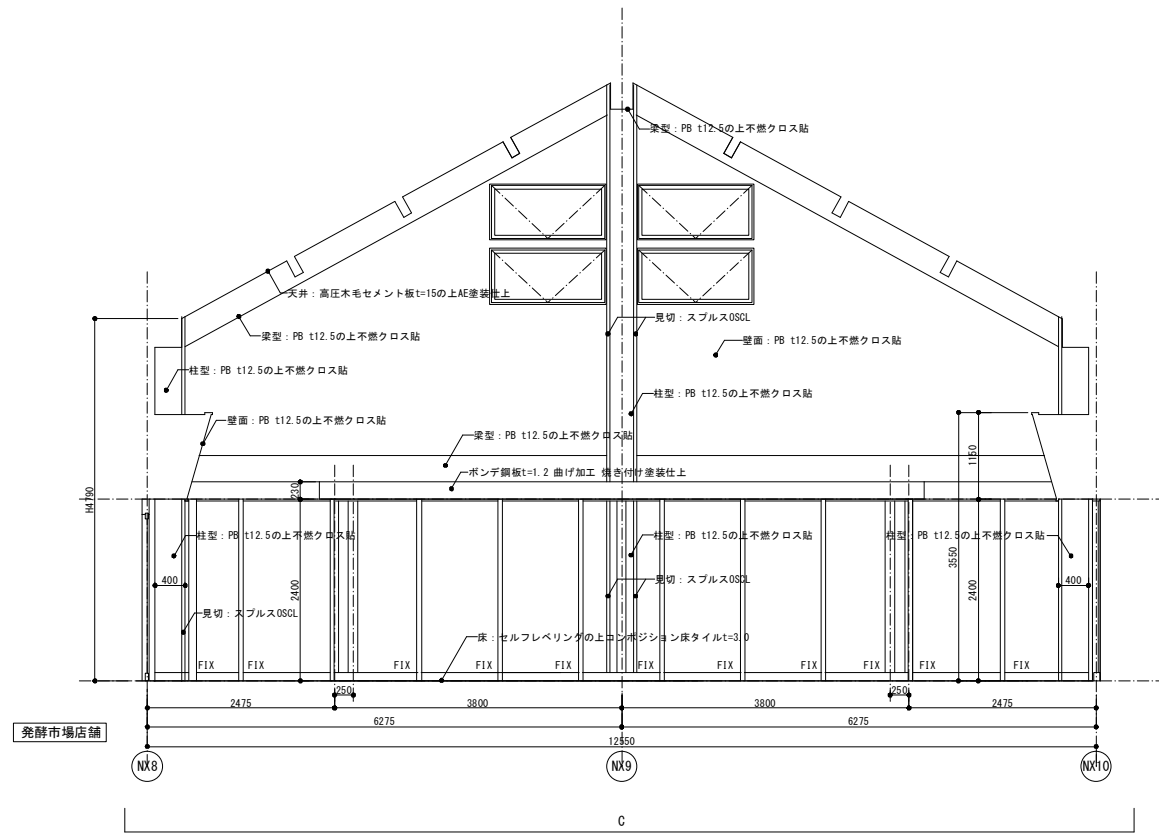 梁型：PB t12.5の上不燃クロス貼
天井：高圧木毛セメント板t=15の上AE塗装仕上
見切：スプルスOSCL
梁型：PB t12.5の上不燃クロス貼
壁面：PB t12.5の上不燃クロス貼
柱型：PB t12.5の上不燃クロス貼
柱型：PB t12.5の上不燃クロス貼
壁面：PB t12.5の上不燃クロス貼
梁型：PB t12.5の上不燃クロス貼
ボンデ鋼板t=1.2 曲げ加工 焼き付け塗装仕上
H4790
230
1150
3550
柱型：PB t12.5の上不燃クロス貼
柱型：PB t12.5の上不燃クロス貼
柱型：PB t12.5の上不燃クロス貼
400
2400
見切：スプルスOSCL
2400
400
見切：スプルスOSCL
床：セルフレベリングの上コンポジション床タイルt=3.0
FIX FIX FIX FIX FIX FIX FIX FIX FIX FIX
250 250
2475 3800 3800 2475
6275 6275
発酵市場店舗
12550
NX8 NX9 NX10
C